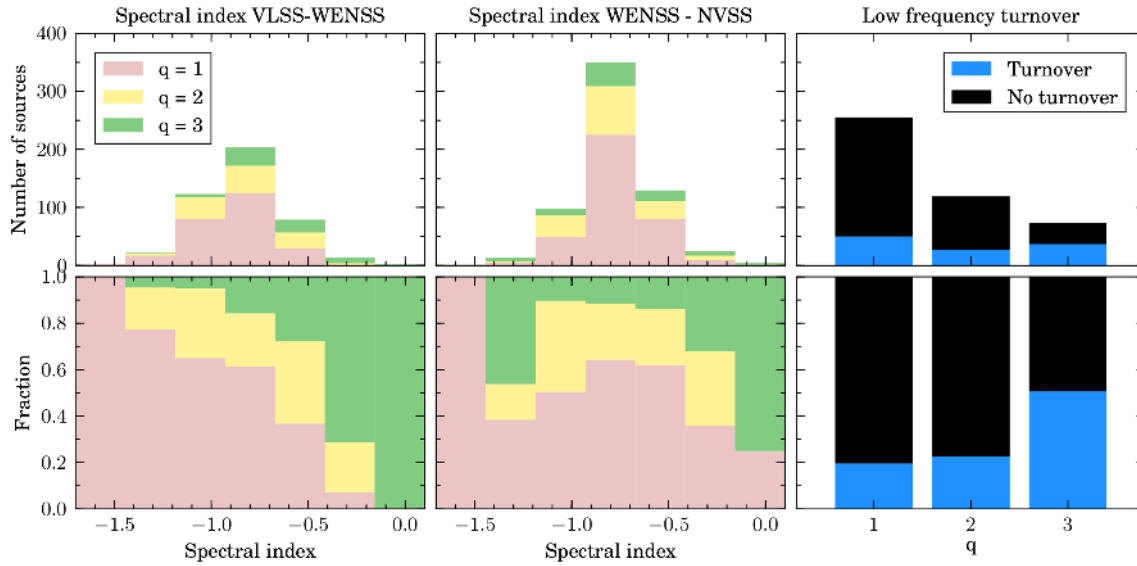 Spectral index VLSS-WENSS
Spectral index WENSS - NVSS
Low frequency turnover
Number of sources
400
300
200
100
0
q = 1
q = 2
q = 3
Turnover
No turnover
Fraction
1.0
0.8
0.6
0.4
0.2
0.0
−1.5 −1.0 −0.5 0.0
−1.5 −1.0 −0.5 0.0
1 2 3
Spectral index
Spectral index
q